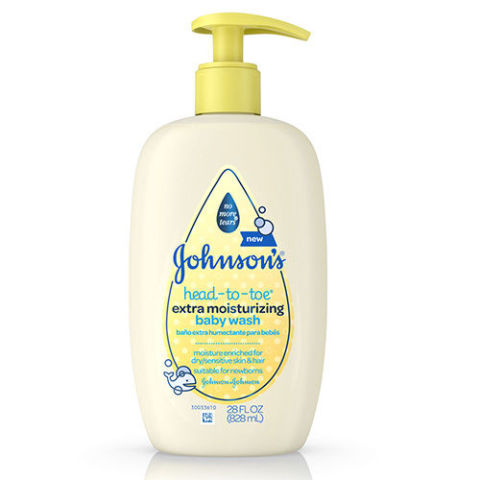 no
more
tears®
new
Johnson's®
head-to-toe®
extra moisturizing
baby wash
baño extra humectante para bebés
moisture enriched for
dry/sensitive skin & hair
suitable for newborns
Johnson & Johnson
30033610
28 FL OZ
(828 mL)